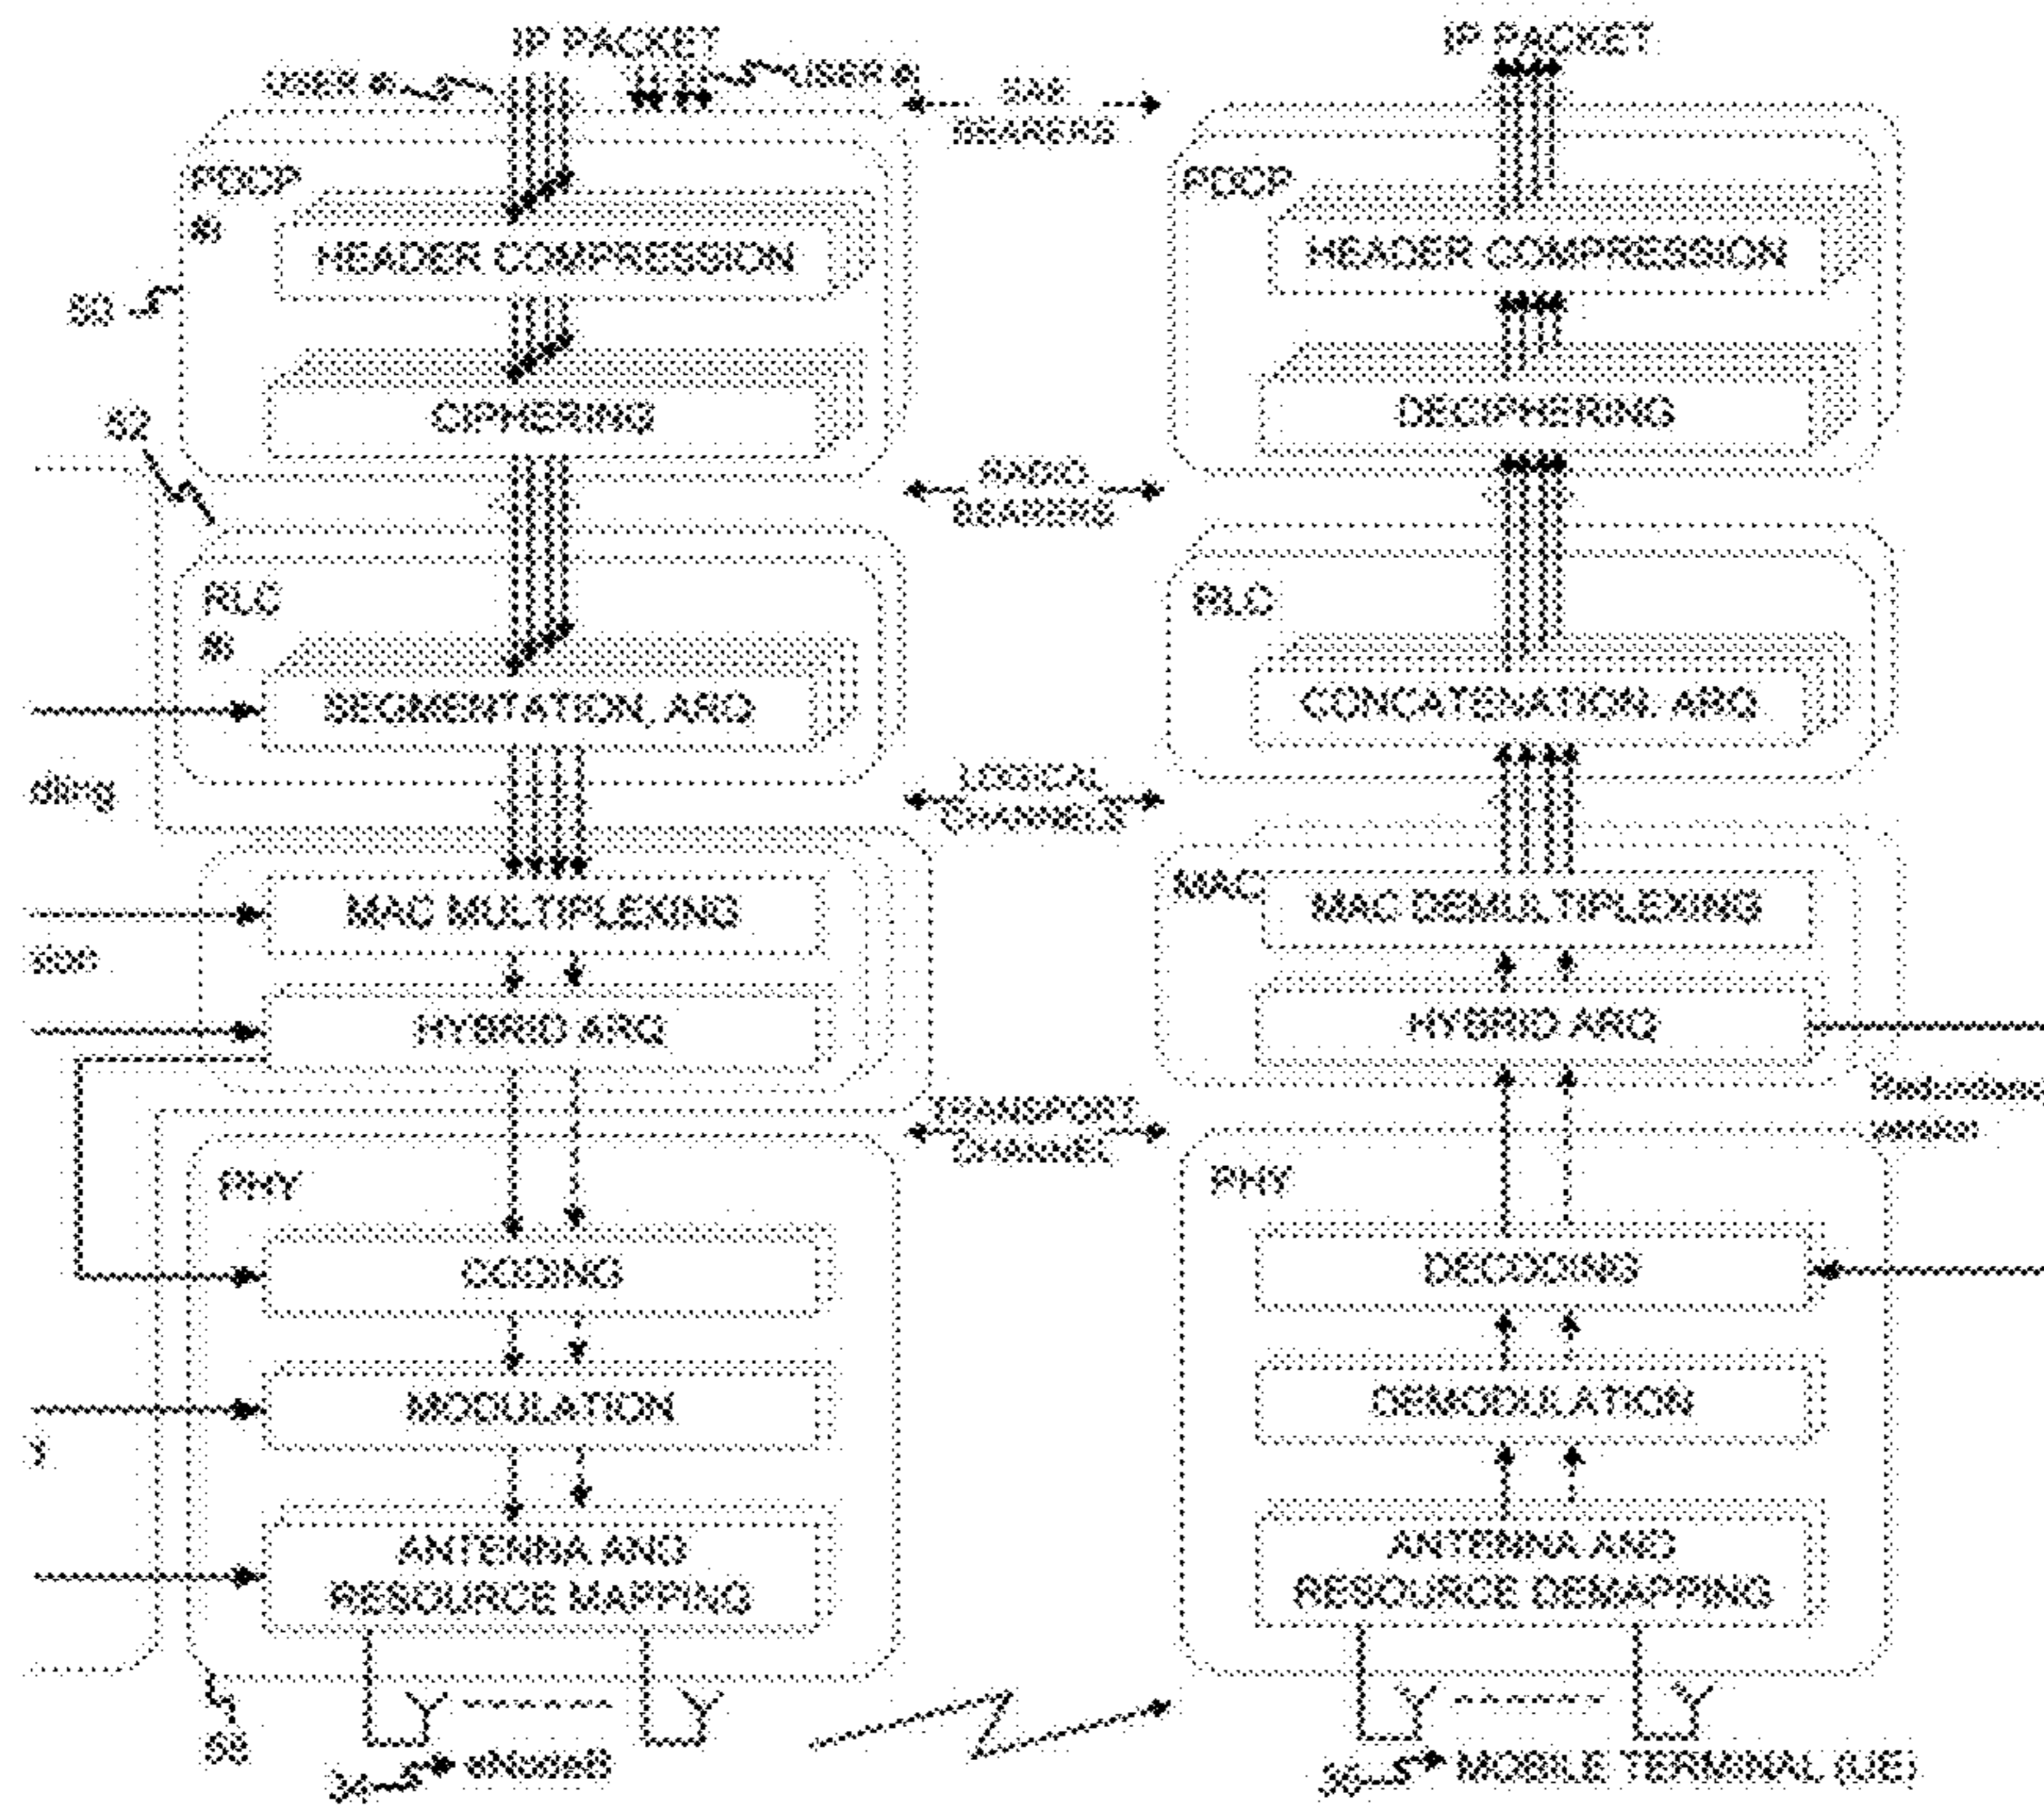 IP PACKET
IP PACKET
USER #i
USER #j
SAE
BEARERS
PDCP
#i
PDCP
HEADER COMPRESSION
HEADER COMPRESSION
CIPHERING
DECIPHERING
RADIO
BEARERS
RLC
#i
RLC
SEGMENTATION, ARQ
CONCATENATION. ARQ
LOGICAL
CHANNELS
MAC
MAC MULTIPLEXING
MAC DEMULTIPLEXING
HYBRID ARQ
HYBRID ARQ
TRANSPORT
CHANNEL
PHY
PHY
CODING
DECODING
MODULATION
DEMODULATION
y
ANTENNA AND
RESOURCE MAPPING
ANTENNA AND
RESOURCE DEMAPPING
eNodeB
MOBILE TERMINAL (UE)